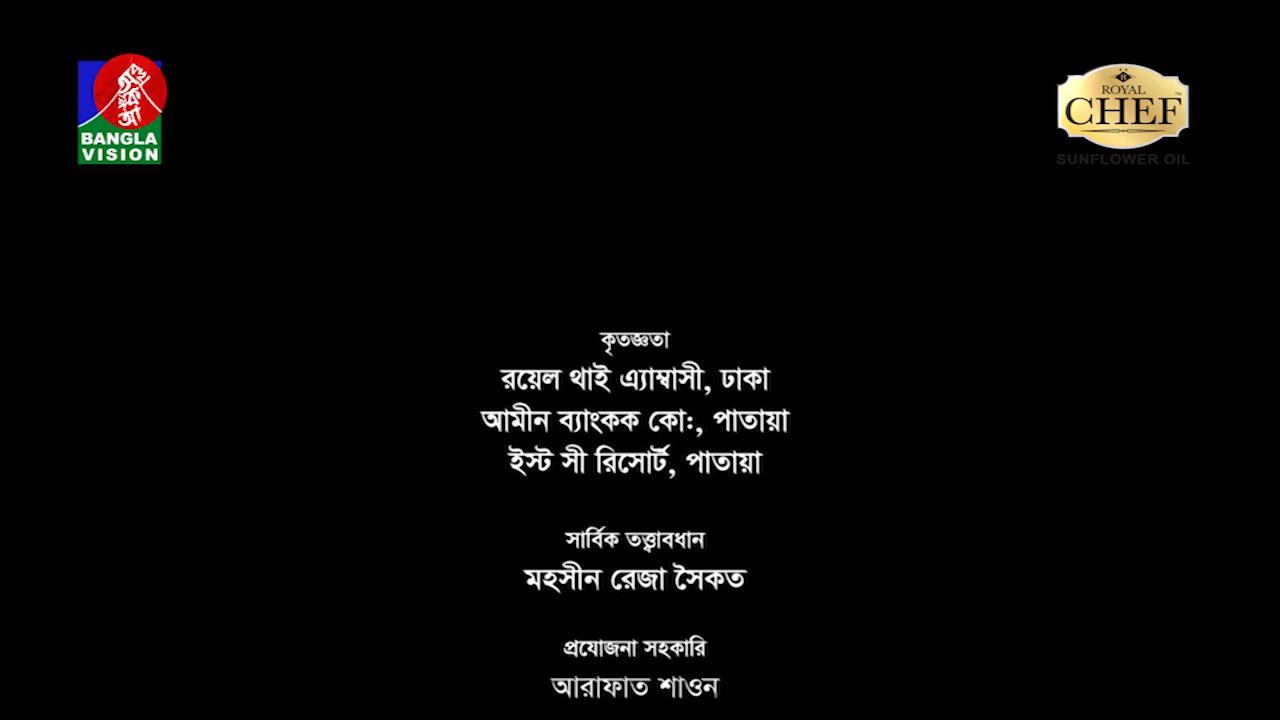 BANGLA
VISION
ROYAL
CHEF
SUNFLOWER OIL
কৃতজ্ঞতা
রয়েল থাই এ্যাম্বাসী, ঢাকা
আমীন ব্যাংকক কো:, পাতায়া
ইস্ট সী রিসোর্ট, পাতায়া
সার্বিক তত্ত্বাবধান
মহসীন রেজা সৈকত
প্রযোজনা সহকারি
আরাফাত শাওন